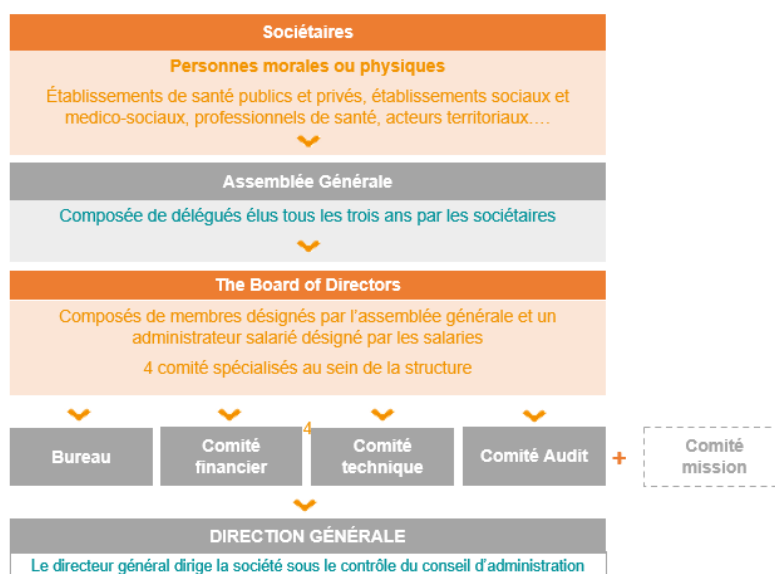 Sociétaires
Personnes morales ou physiques
Établissements de santé publics et privés, établissements sociaux et
medico-sociaux, professionnels de santé, acteurs territoriaux….
Assemblée Générale
Composée de délégués élus tous les trois ans par les sociétaires
The Board of Directors
Composés de membres désignés par l'assemblée générale et un
administrateur salarié désigné par les salaries
4 comité spécialisés au sein de la structure
4
Bureau
Comité
financier
Comité
technique
Comité Audit
+
Comité
mission
DIRECTION GÉNÉRALE
Le directeur général dirige la société sous le contrôle du conseil d'administration